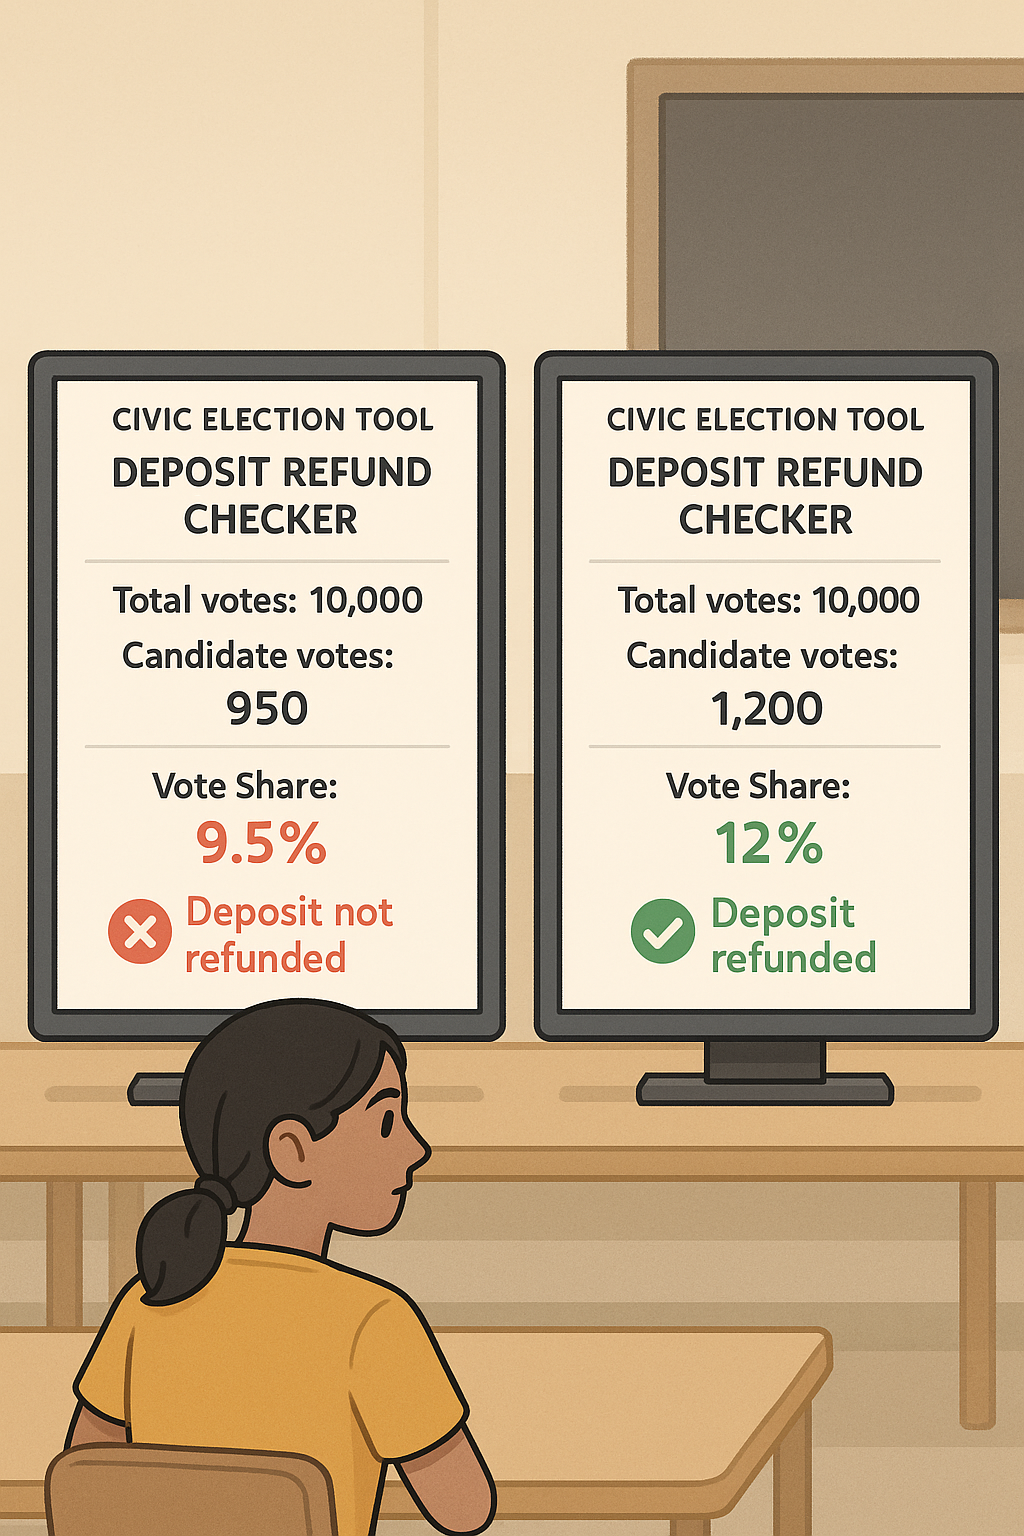 CIVIC ELECTION TOOL
DEPOSIT REFUND
CHECKER
Total votes: 10,000
Candidate votes:
950
Vote Share:
9.5%
Deposit not
refunded
CIVIC ELECTION TOOL
DEPOSIT REFUND
CHECKER
Total votes: 10,000
Candidate votes:
1,200
Vote Share:
12%
Deposit
refunded